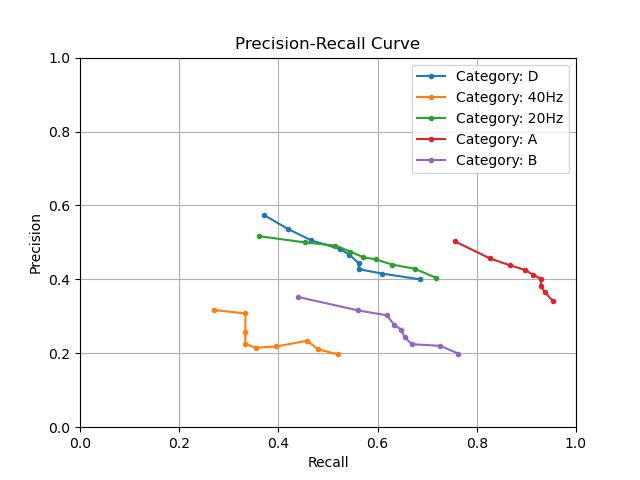 Precision-Recall Curve
1.0
0.8
0.6
0.4
0.2
0.0
Precision
Category: D
Category: 40Hz
Category: 20Hz
Category: A
Category: B
0.0 0.2 0.4 0.6 0.8 1.0
Recall